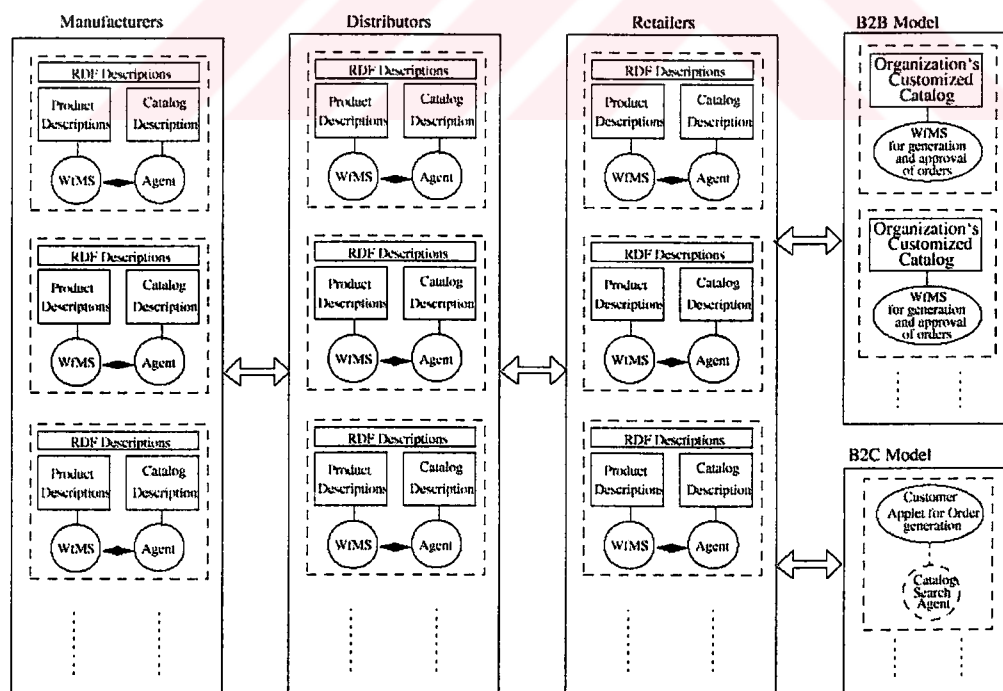 Manufacturers
RDF Descriptions
Product
Descriptions
Catalog
Description
WfMS
Agent
RDF Descriptions
Product
Descriptions
Catalog
Description
WfMS
Agent
RDF Descriptions
Product
Descriptions
Catalog
Description
WfMS
Agent
Distributors
RDF Descriptions
Product
Descriptions
Catalog
Description
WfMS
Agent
RDF Descriptions
Product
Descriptions
Catalog
Description
WfMS
Agent
RDF Descriptions
Product
Descriptions
Catalog
Description
WfMS
Agent
Retailers
RDF Descriptions
Product
Descriptions
Catalog
Description
WfMS
Agent
RDF Descriptions
Product
Descriptions
Catalog
Description
WfMS
Agent
RDF Descriptions
Product
Descriptions
Catalog
Description
WfMS
Agent
B2B Model
Organization's
Customized
Catalog
WfMS
for generation
and approval
of orders
Organization's
Customized
Catalog
WfMS
for generation
and approval
of orders
B2C Model
Customer
Applet for Order
generation
Catalog
Search
Agent